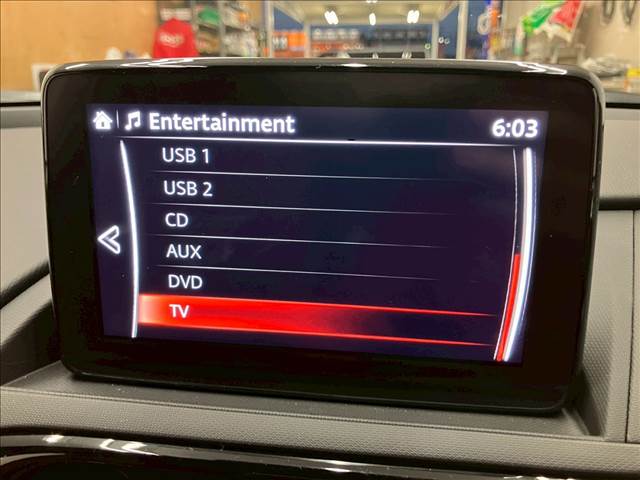 Entertainment
6:03
USB 1
USB 2
CD
AUX
DVD
TV